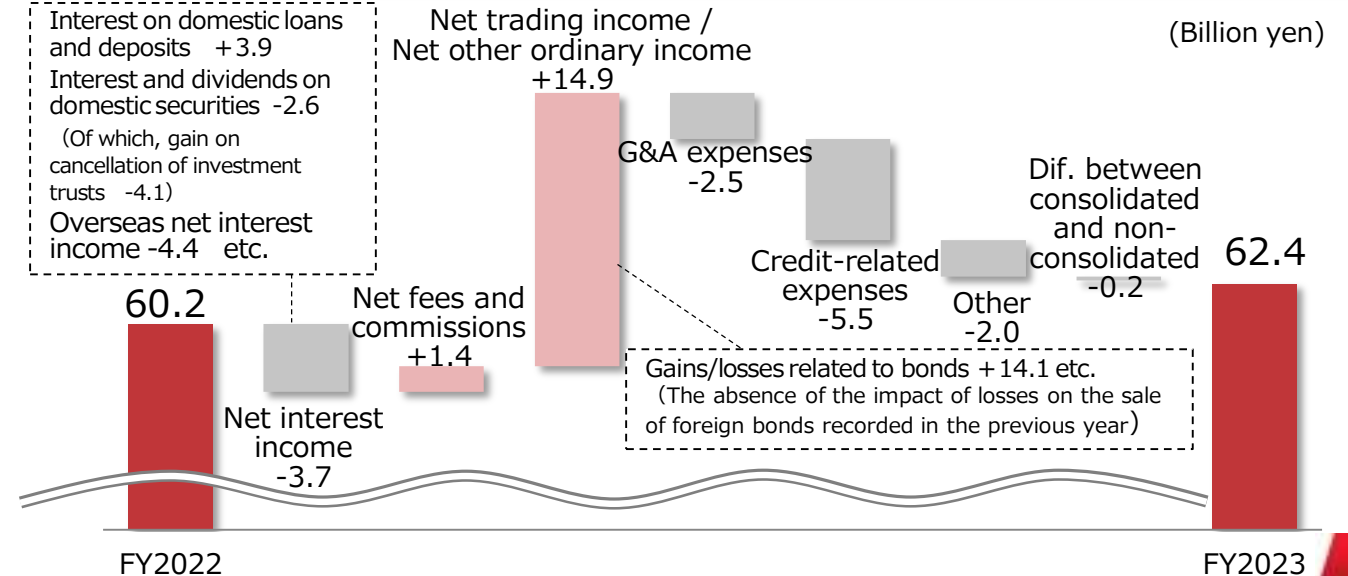 Interest on domestic loans
and deposits +3.9
Interest and dividends on
domestic securities -2.6
（Of which, gain on
cancellation of investment
trusts -4.1）
Overseas net interest
income -4.4 etc.
Net trading income /
Net other ordinary income
+14.9
(Billion yen)
60.2
Net interest
income
-3.7
Net fees and
commissions
+1.4
G&A expenses
-2.5
Credit-related
expenses
-5.5
Other
-2.0
Dif. between
consolidated
and non-
consolidated
-0.2
62.4
Gains/losses related to bonds +14.1 etc.
（The absence of the impact of losses on the sale
of foreign bonds recorded in the previous year）
FY2022
FY2023